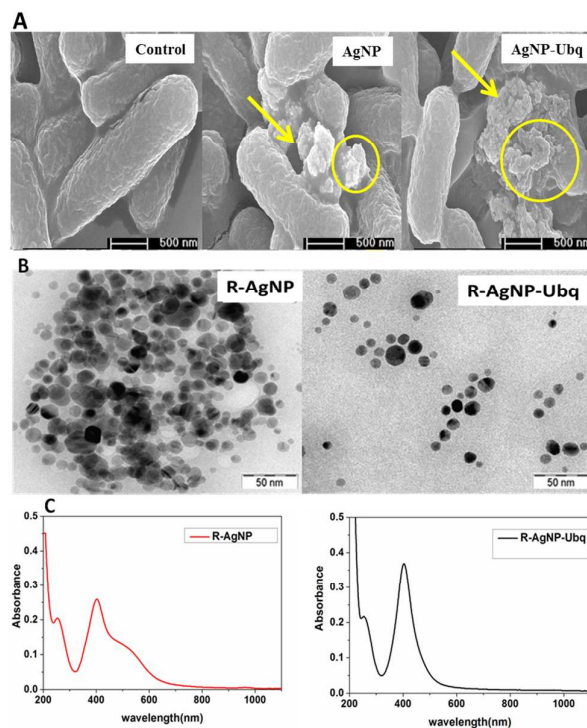 A
Control
AgNP
AgNP-Ubq
500 nm
500 nm
500 nm
B
R-AgNP
R-AgNP-Ubq
50 nm
50 nm
C
R-AgNP
R-AgNP-Ubq
0.5
0.4
0.3
0.2
0.1
0.0
Absorbance
200 400 600 800 1000
wavelength(nm)
0.5
0.4
0.3
0.2
0.1
0.0
Absorbance
200 400 600 800 1000
wavelength(nm)